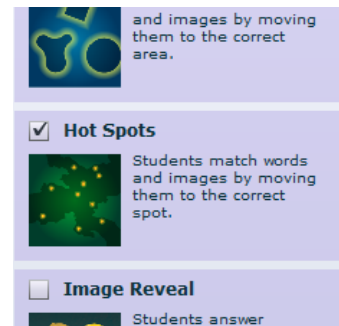 and images by moving
them to the correct
area.
Hot Spots
Students match words
and images by moving
them to the correct
spot.
Image Reveal
Students answer